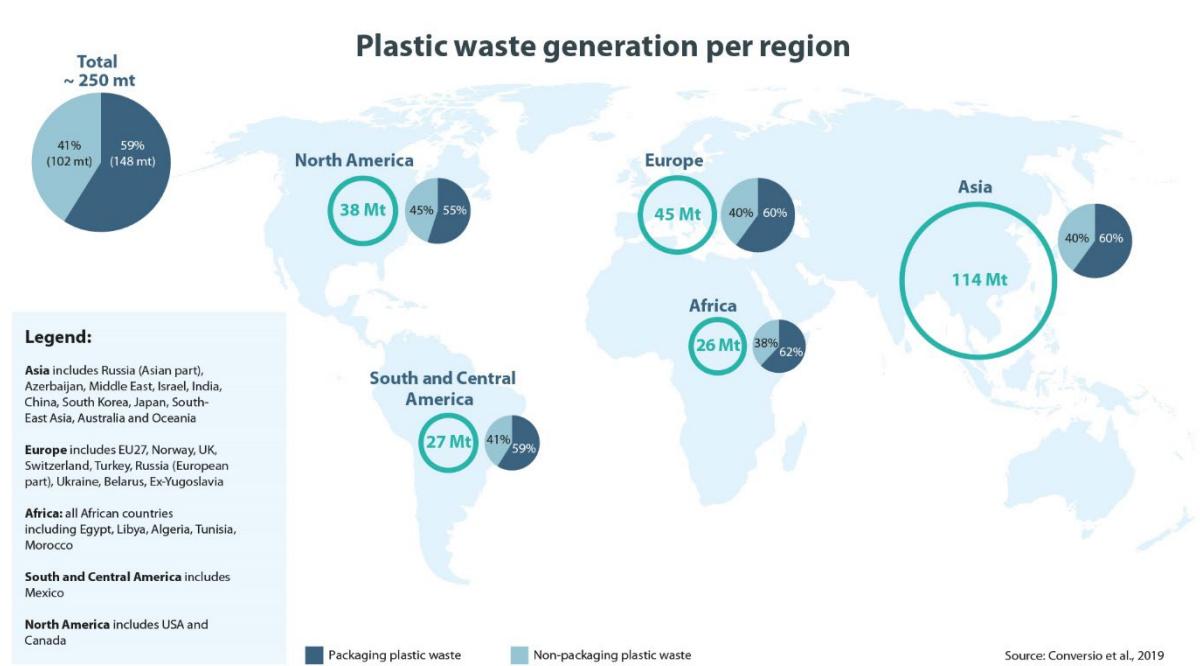 Plastic waste generation per region
Total
~ 250 mt
41%
(102 mt)
59%
(148 mt)
North America
38 Mt
45%
55%
Europe
45 Mt
40%
60%
Asia
114 Mt
40%
60%
Africa
26 Mt
38%
62%
South and Central
America
27 Mt
41%
59%
Legend:
Asia includes Russia (Asian part),
Azerbaijan, Middle East, Israel, India,
China, South Korea, Japan, South-
East Asia, Australia and Oceania
Europe includes EU27, Norway, UK,
Switzerland, Turkey, Russia (European
part), Ukraine, Belarus, Ex-Yugoslavia
Africa: all African countries
including Egypt, Libya, Algeria, Tunisia,
Morocco
South and Central America includes
Mexico
North America includes USA and
Canada
Packaging plastic waste
Non-packaging plastic waste
Source: Conversio et al., 2019